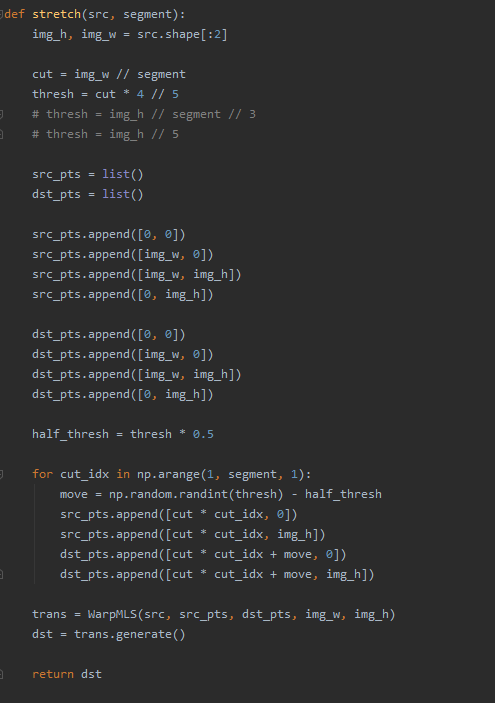 def stretch(src, segment):
    img_h, img_w = src.shape[:2]

    cut = img_w // segment
    thresh = cut * 4 // 5
    # thresh = img_h // segment // 3
    # thresh = img_h // 5

    src_pts = list()
    dst_pts = list()

    src_pts.append([0, 0])
    src_pts.append([img_w, 0])
    src_pts.append([img_w, img_h])
    src_pts.append([0, img_h])

    dst_pts.append([0, 0])
    dst_pts.append([img_w, 0])
    dst_pts.append([img_w, img_h])
    dst_pts.append([0, img_h])

    half_thresh = thresh * 0.5

    for cut_idx in np.arange(1, segment, 1):
        move = np.random.randint(thresh) - half_thresh
        src_pts.append([cut * cut_idx, 0])
        src_pts.append([cut * cut_idx, img_h])
        dst_pts.append([cut * cut_idx + move, 0])
        dst_pts.append([cut * cut_idx + move, img_h])

    trans = WarpMLS(src, src_pts, dst_pts, img_w, img_h)
    dst = trans.generate()

    return dst